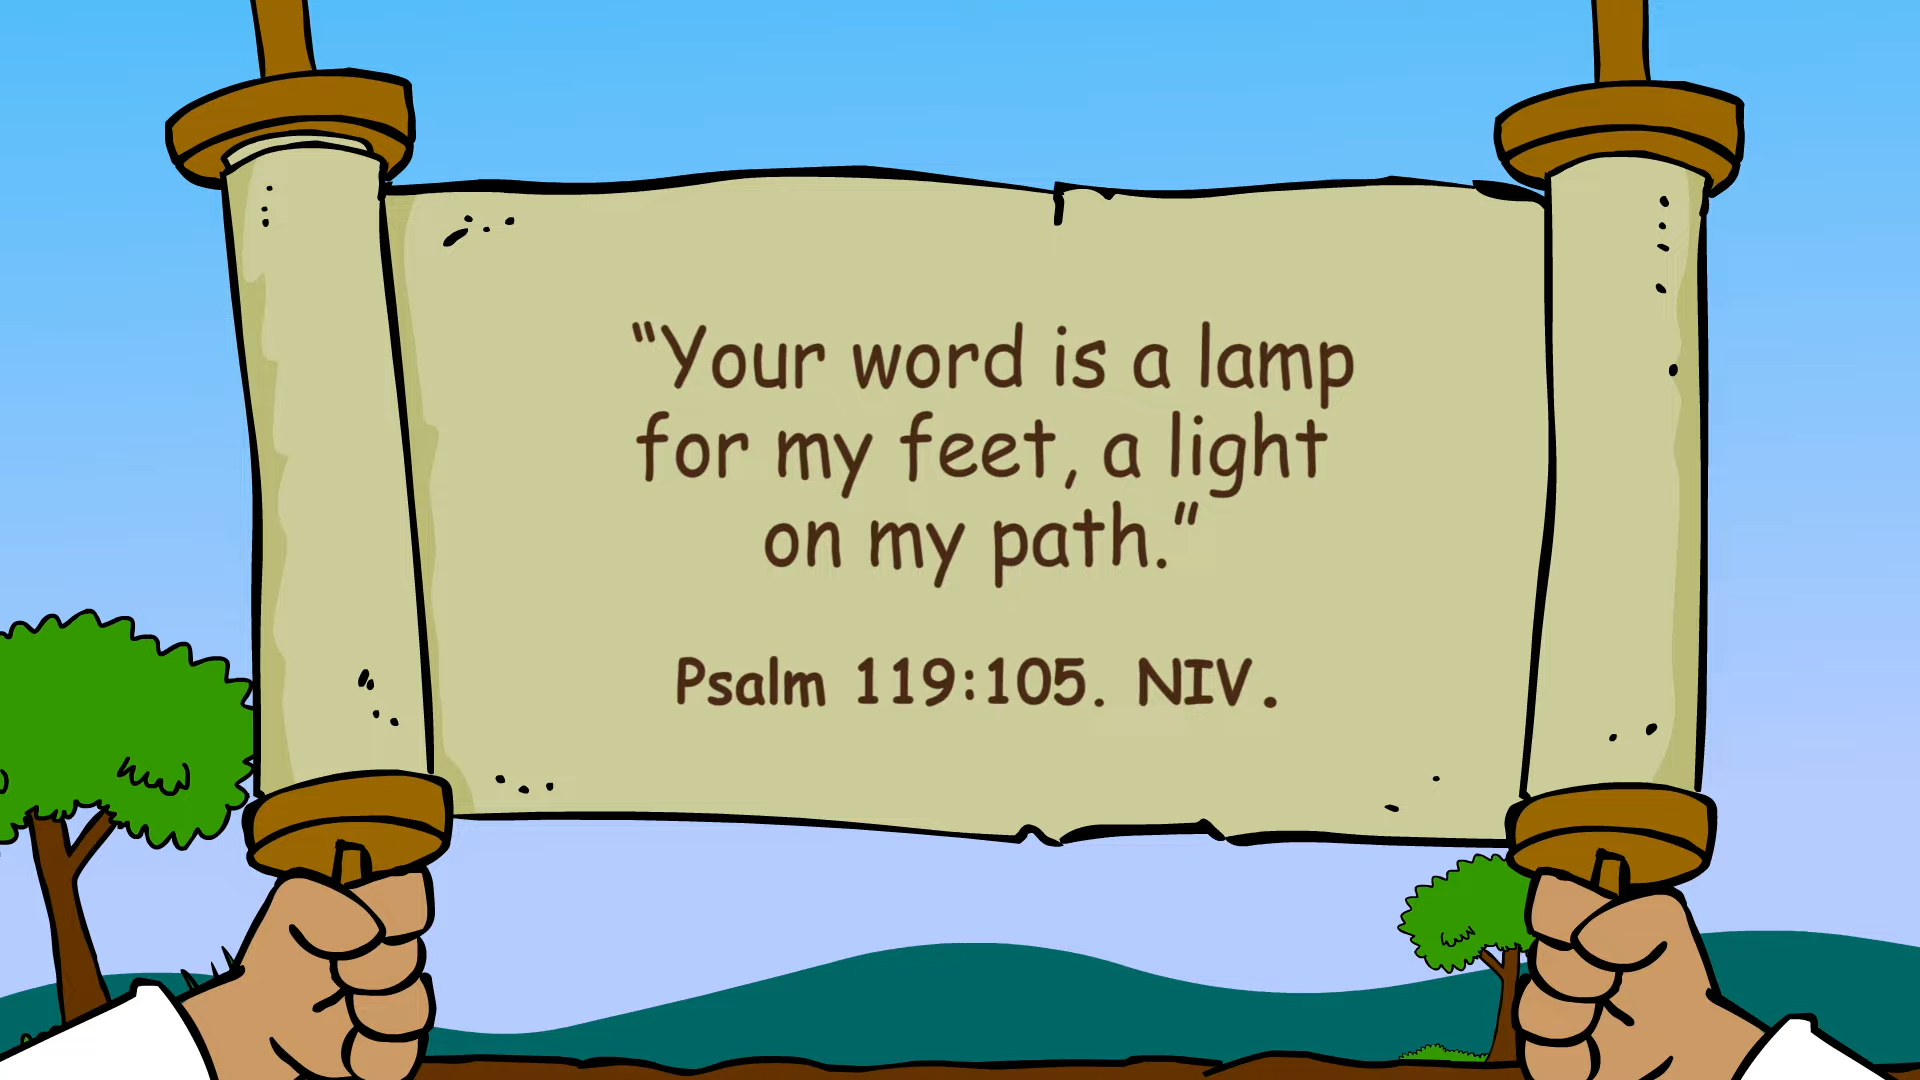 “Your word is a lamp
for my feet, a light
on my path.”
Psalm 119:105. NIV.